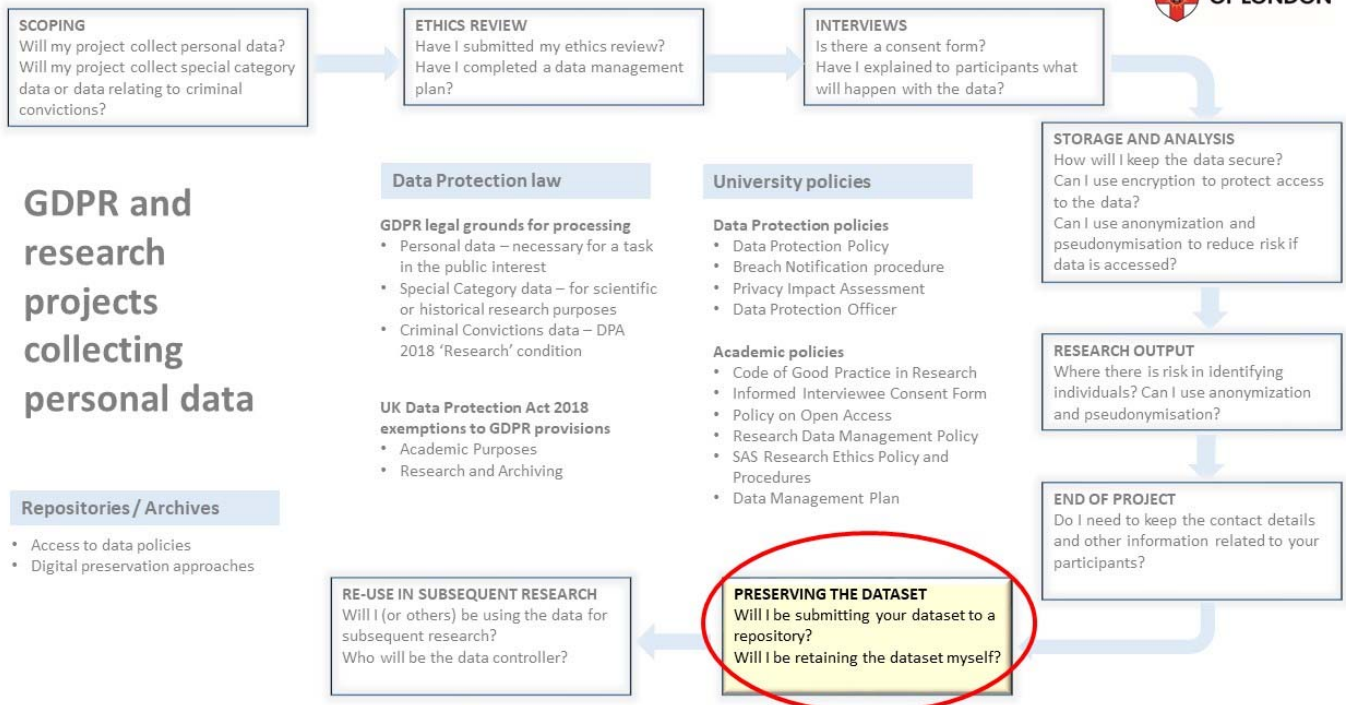 OF LONDON
SCOPING
Will my project collect personal data?
Will my project collect special category
data or data relating to criminal
convictions?
ETHICS REVIEW
Have I submitted my ethics review?
Have I completed a data management
plan?
INTERVIEWS
Is there a consent form?
Have I explained to participants what
will happen with the data?
STORAGE AND ANALYSIS
How will I keep the data secure?
Can I use encryption to protect access
to the data?
Can I use anonymization and
pseudonymisation to reduce risk if
data is accessed?
GDPR and
research
projects
collecting
personal data
Data Protection law
GDPR legal grounds for processing
• Personal data – necessary for a task
in the public interest
• Special Category data – for scientific
or historical research purposes
• Criminal Convictions data – DPA
2018 ‘Research’ condition
UK Data Protection Act 2018
exemptions to GDPR provisions
• Academic Purposes
• Research and Archiving
University policies
Data Protection policies
• Data Protection Policy
• Breach Notification procedure
• Privacy Impact Assessment
• Data Protection Officer
Academic policies
• Code of Good Practice in Research
• Informed Interviewee Consent Form
• Policy on Open Access
• Research Data Management Policy
• SAS Research Ethics Policy and
Procedures
• Data Management Plan
RESEARCH OUTPUT
Where there is risk in identifying
individuals? Can I use anonymization
and pseudonymisation?
END OF PROJECT
Do I need to keep the contact details
and other information related to your
participants?
Repositories / Archives
• Access to data policies
• Digital preservation approaches
RE-USE IN SUBSEQUENT RESEARCH
Will I (or others) be using the data for
subsequent research?
Who will be the data controller?
PRESERVING THE DATASET
Will I be submitting your dataset to a
repository?
Will I be retaining the dataset myself?